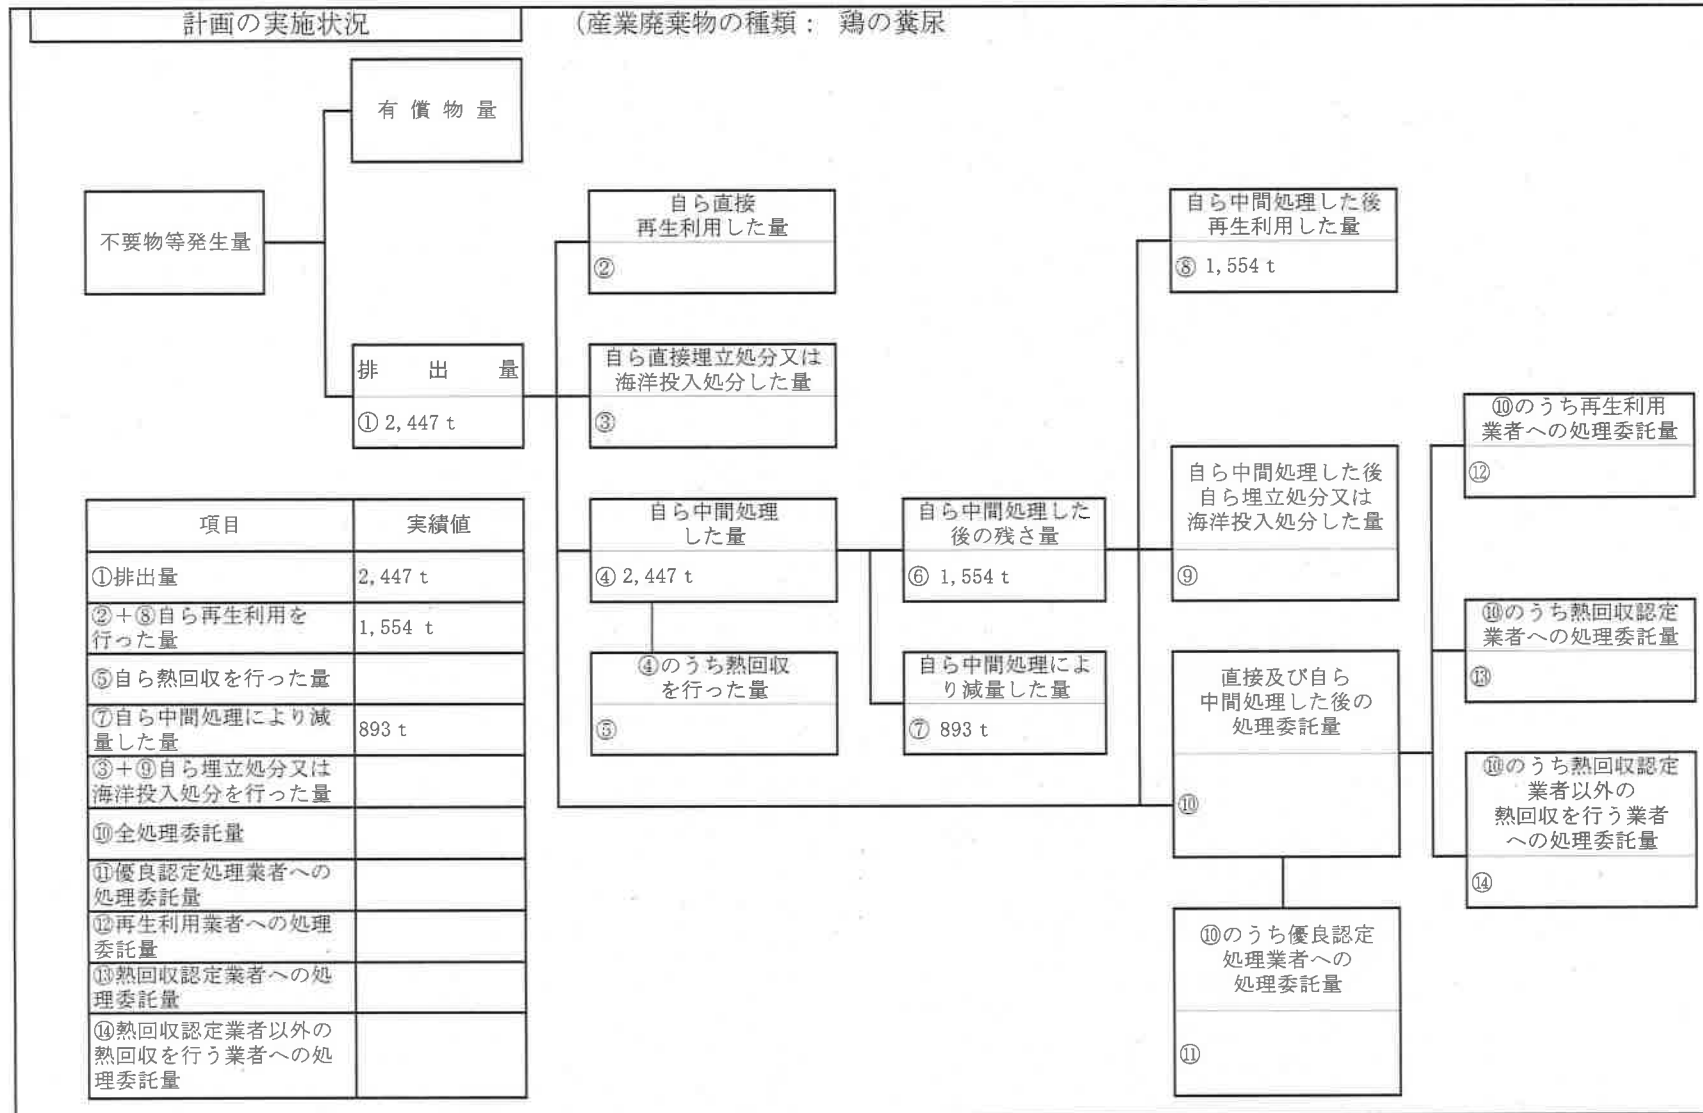 計画の実施状況
(産業廃棄物の種類： 鶏の糞尿
有償物量
不要物等発生量
排出量
① 2,447 t
自ら直接
再生利用した量
②
自ら直接埋立処分又は
海洋投入処分した量
③
自ら中間処理
した量
④ 2,447 t
④のうち熱回収
を行った量
⑤
自ら中間処理した
後の残さ量
⑥ 1,554 t
自ら中間処理によ
り減量した量
⑦ 893 t
自ら中間処理した後
再生利用した量
⑧ 1,554 t
自ら中間処理した後
自ら埋立処分又は
海洋投入処分した量
⑨
直接及び自ら
中間処理した後の
処理委託量
⑩
⑩のうち優良認定
処理業者への
処理委託量
⑪
⑩のうち再生利用
業者への処理委託量
⑫
⑩のうち熱回収認定
業者への処理委託量
⑬
⑩のうち熱回収認定
業者以外の
熱回収を行う業者
への処理委託量
⑭
項目 実績値
①排出量 2,447 t
②＋⑧自ら再生利用を
行った量 1,554 t
⑤自ら熱回収を行った量
⑦自ら中間処理により減
量した量 893 t
③＋⑨自ら埋立処分又は
海洋投入処分を行った量
⑩全処理委託量
⑪優良認定処理業者への
処理委託量
⑫再生利用業者への処理
委託量
⑬熱回収認定業者への処
理委託量
⑭熱回収認定業者以外の
熱回収を行う業者への処
理委託量